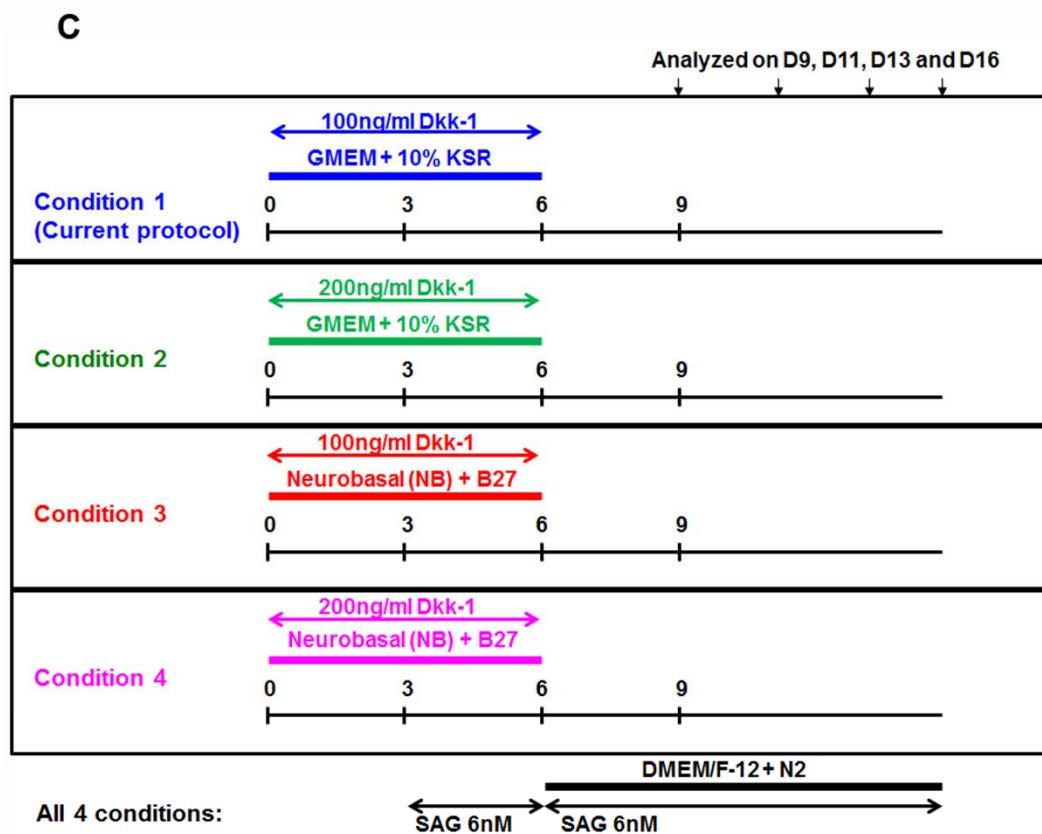 C
Analyzed on D9, D11, D13 and D16
100ng/ml Dkk-1
GMEM + 10% KSR
Condition 1
(Current protocol)
0 3 6 9
200ng/ml Dkk-1
GMEM + 10% KSR
Condition 2
0 3 6 9
100ng/ml Dkk-1
Neurobasal (NB) + B27
Condition 3
0 3 6 9
200ng/ml Dkk-1
Neurobasal (NB) + B27
Condition 4
0 3 6 9
DMEM/F-12 + N2
All 4 conditions:
SAG 6nM SAG 6nM